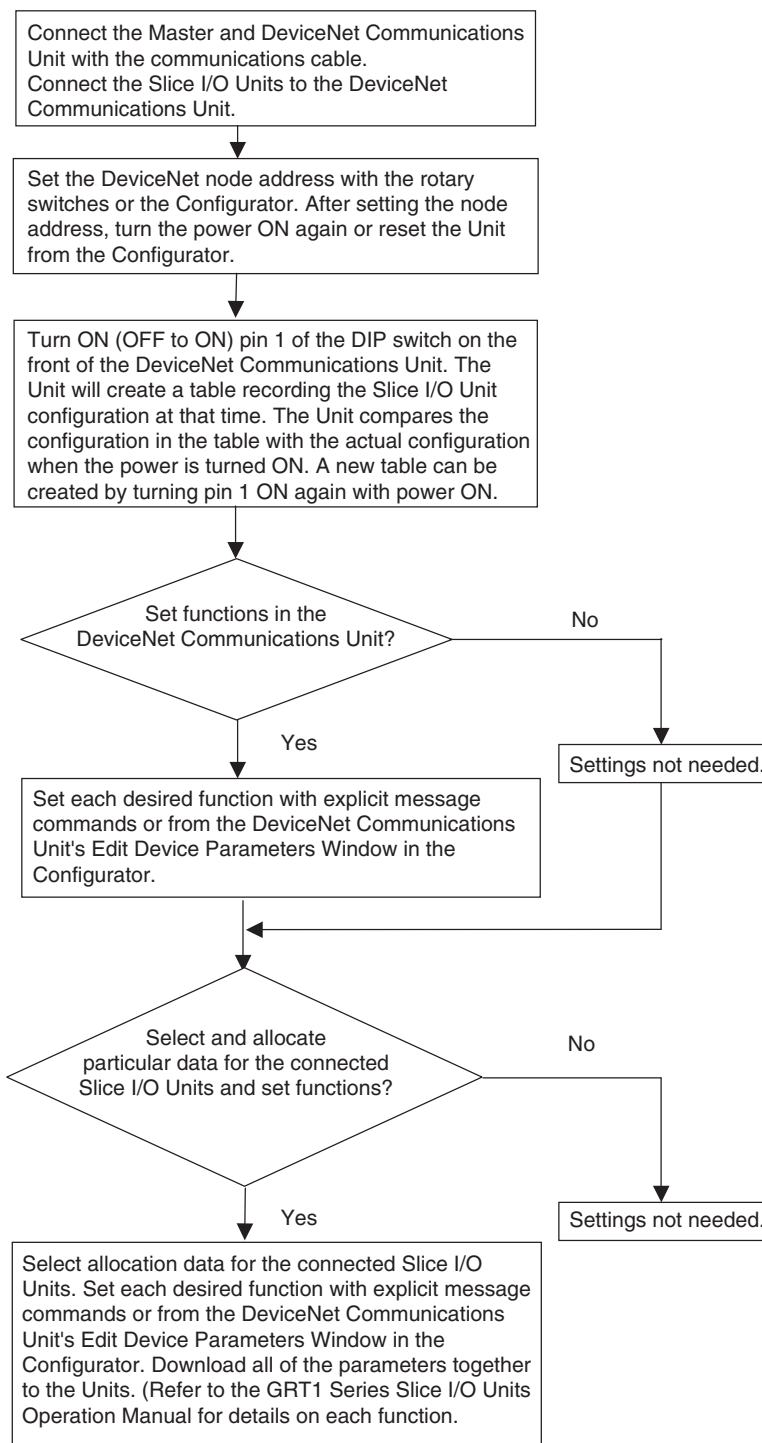 Connect the Master and DeviceNet Communications
Unit with the communications cable.
Connect the Slice I/O Units to the DeviceNet
Communications Unit.
Set the DeviceNet node address with the rotary
switches or the Configurator. After setting the node
address, turn the power ON again or reset the Unit
from the Configurator.
Turn ON (OFF to ON) pin 1 of the DIP switch on the
front of the DeviceNet Communications Unit. The
Unit will create a table recording the Slice I/O Unit
configuration at that time. The Unit compares the
configuration in the table with the actual configuration
when the power is turned ON. A new table can be
created by turning pin 1 ON again with power ON.
Set functions in the
DeviceNet Communications Unit?
No
Yes
Settings not needed.
Set each desired function with explicit message
commands or from the DeviceNet Communications
Unit's Edit Device Parameters Window in the
Configurator.
Select and allocate
particular data for the connected
Slice I/O Units and set functions?
No
Yes
Settings not needed.
Select allocation data for the connected Slice I/O
Units. Set each desired function with explicit message
commands or from the DeviceNet Communications
Unit's Edit Device Parameters Window in the
Configurator. Download all of the parameters together
to the Units. (Refer to the GRT1 Series Slice I/O Units
Operation Manual for details on each function.